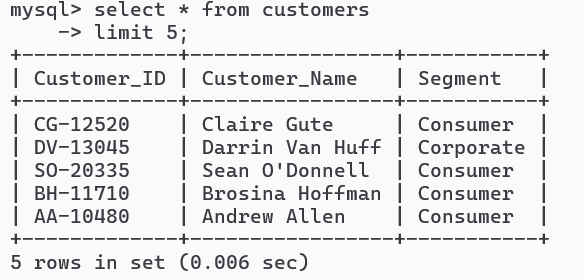 mysql> select * from customers
    -> limit 5;
+-------------+-----------------+-----------+
| Customer_ID | Customer_Name   | Segment   |
+-------------+-----------------+-----------+
| CG-12520    | Claire Gute     | Consumer  |
| DV-13045    | Darrin Van Huff | Corporate |
| SO-20335    | Sean O'Donnell  | Consumer  |
| BH-11710    | Brosina Hoffman | Consumer  |
| AA-10480    | Andrew Allen    | Consumer  |
+-------------+-----------------+-----------+
5 rows in set (0.006 sec)